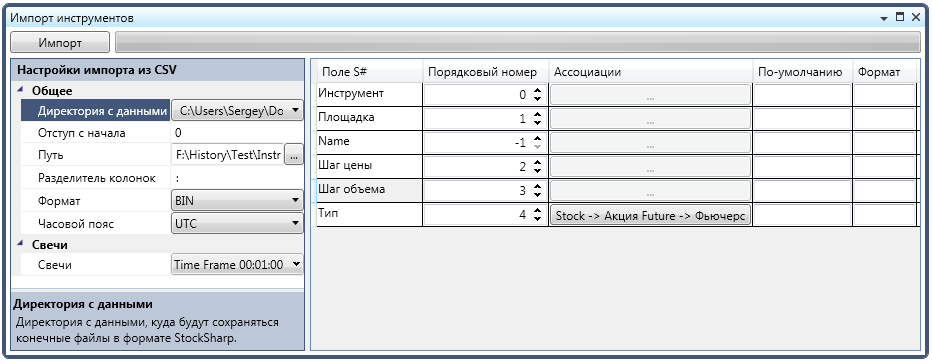 Импорт инструментов
Импорт
Настройки импорта из CSV
Общее
Директория с данными C:\Users\Sergey\Do
Отступ с начала 0
Путь F:\History\Test\Instr ...
Разделитель колонок :
Формат BIN
Часовой пояс UTC
Свечи
Свечи Time Frame 00:01:00
Директория с данными
Директория с данными, куда будут сохраняться
конечные файлы в формате StockSharp.
Поле S# Порядковый номер Ассоциации По-умолчанию Формат
Инструмент 0 ...
Площадка 1 ...
Name -1 ...
Шаг цены 2 ...
Шаг объема 3 ...
Тип 4 Stock -> Акция Future -> Фьючерс